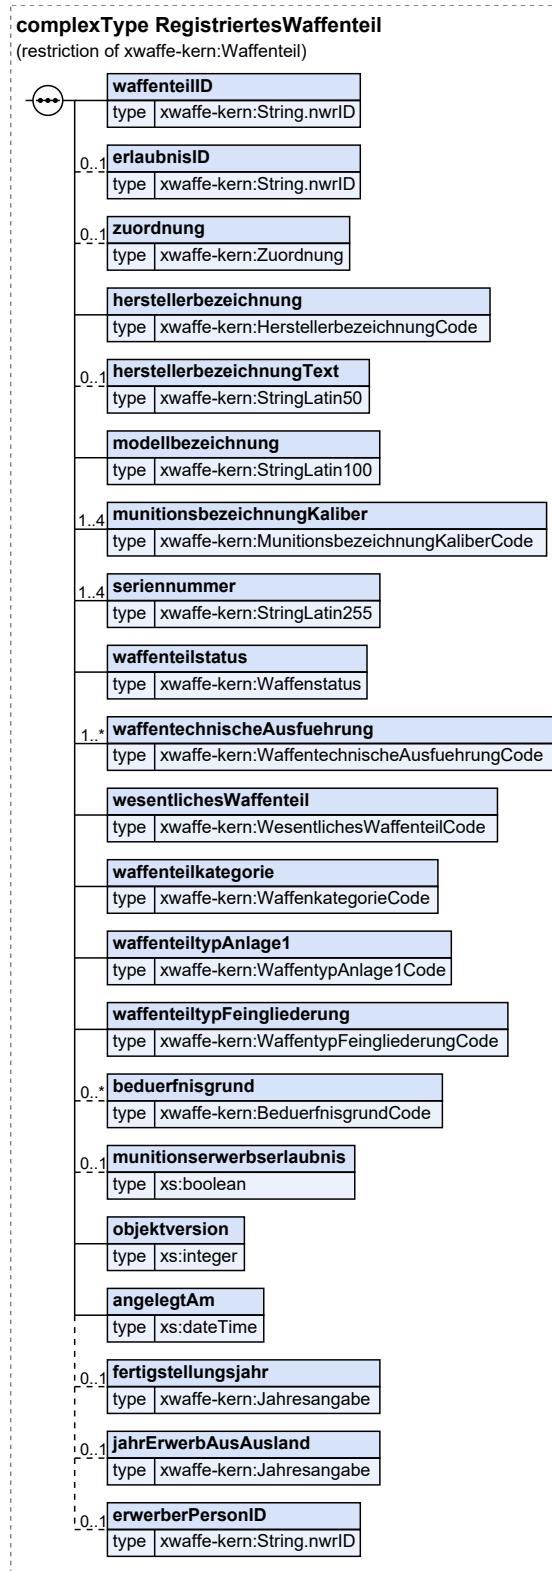 complexType RegistriertesWaffenteil
(restriction of xwaffe-kern:Waffenteil)
waffenteilID
type xwaffe-kern:String.nwrID
0..1 erlaubnisID
type xwaffe-kern:String.nwrID
0..1 zuordnung
type xwaffe-kern:Zuordnung
herstellerbezeichnung
type xwaffe-kern:HerstellerbezeichnungCode
0..1 herstellerbezeichnungText
type xwaffe-kern:StringLatin50
modellbezeichnung
type xwaffe-kern:StringLatin100
1..4 munitionsbezeichnungKaliber
type xwaffe-kern:MunitionsbezeichnungKaliberCode
1..4 seriennummer
type xwaffe-kern:StringLatin255
waffenteilstatus
type xwaffe-kern:Waffenstatus
1..* waffentechnischeAusfuehrung
type xwaffe-kern:WaffentechnischeAusfuehrungCode
wesentlichesWaffenteil
type xwaffe-kern:WesentlichesWaffenteilCode
waffenteilkategorie
type xwaffe-kern:WaffenkategorieCode
waffenteiltypAnlage1
type xwaffe-kern:WaffentypAnlage1Code
waffenteiltypFeingliederung
type xwaffe-kern:WaffentypFeingliederungCode
0..* beduerfnisgrund
type xwaffe-kern:BeduerfnisgrundCode
0..1 munitionserwerbserlaubnis
type xs:boolean
objektversion
type xs:integer
angelegtAm
type xs:dateTime
0..1 fertigstellungsjahr
type xwaffe-kern:Jahresangabe
0..1 jahrErwerbAusAusland
type xwaffe-kern:Jahresangabe
0..1 erwerberPersonID
type xwaffe-kern:String.nwrID